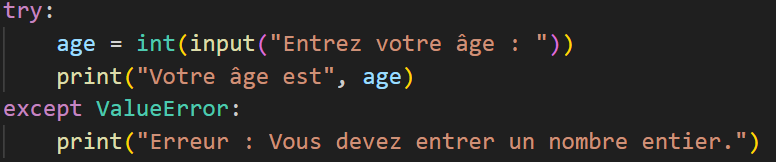 try:
    age = int(input("Entrez votre âge : "))
    print("Votre âge est", age)
except ValueError:
    print("Erreur : Vous devez entrer un nombre entier.")